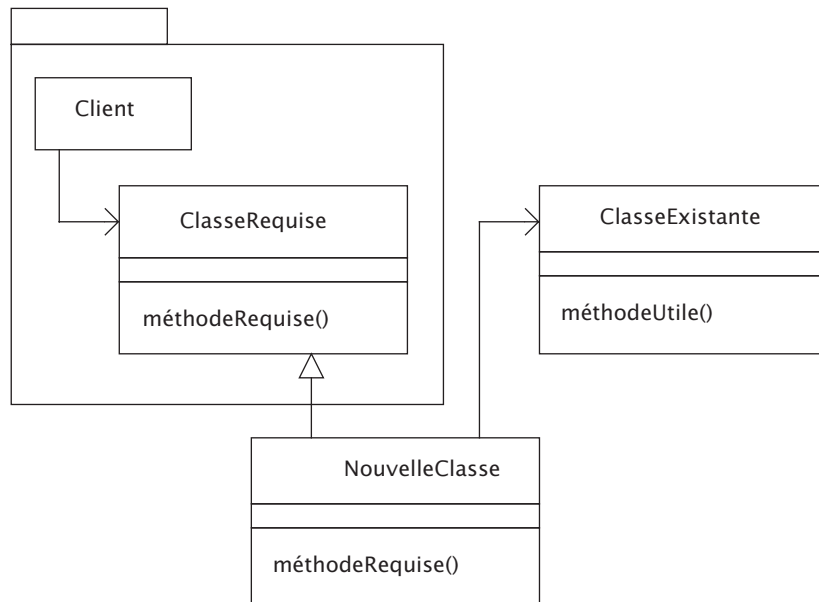 Client
ClasseRequise
méthodeRequise()
ClasseExistante
méthodeUtile()
NouvelleClasse
méthodeRequise()